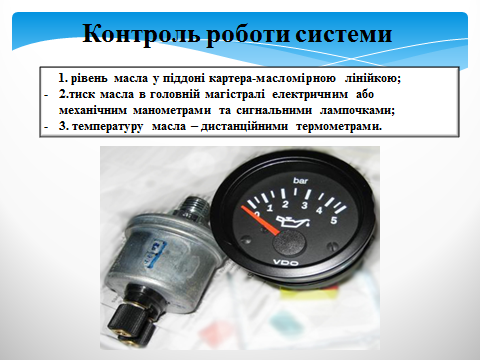 Контроль роботи системи
1. рівень масла у піддоні картера-масломірною лінійкою;
- 2.тиск масла в головній магістралі електричним або
механічним манометрами та сигнальними лампочками;
- 3. температуру масла – дистанційними термометрами.
bar
0 1 2 3 4 5
VDO